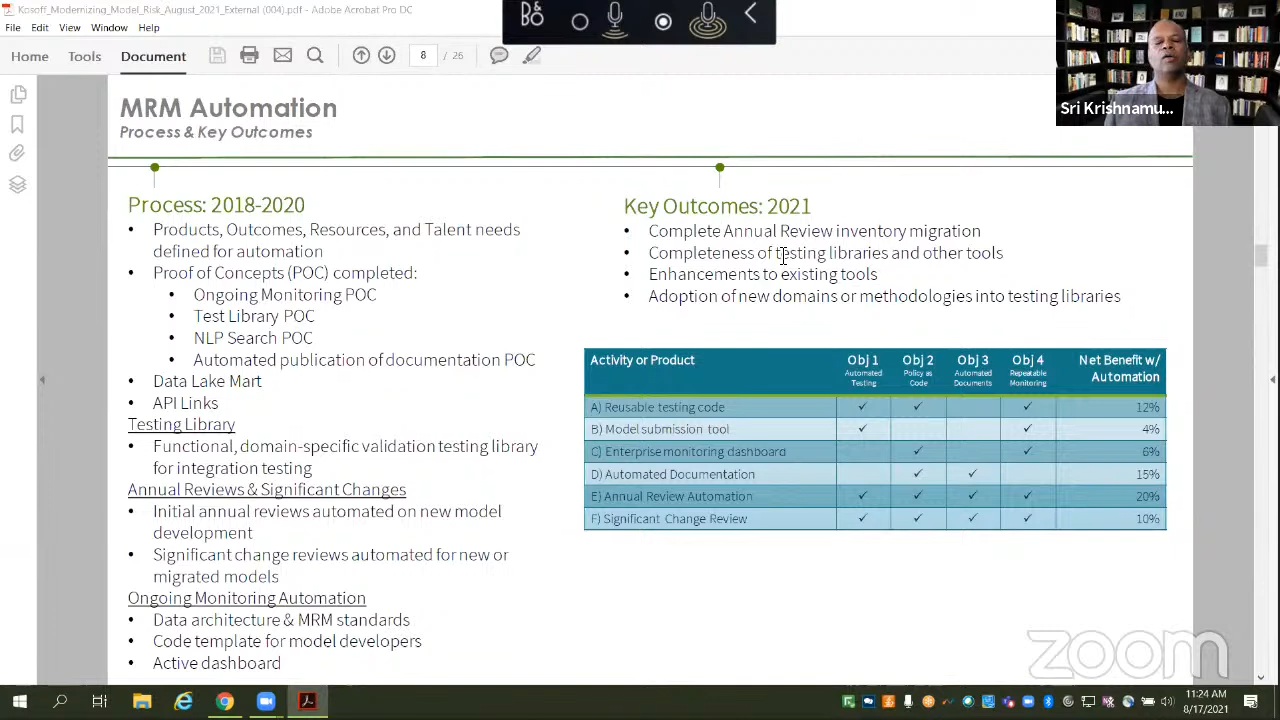 Kosoff_Modernizing_Model_Risk_August_2021_External (004).pdf - Adobe Acrobat Pro DC
File Edit View Window Help
Home Tools Document 8 / 26
B&O
Sri Krishnamu...
MRM Automation
Process & Key Outcomes
Process: 2018-2020
• Products, Outcomes, Resources, and Talent needs
defined for automation
• Proof of Concepts (POC) completed:
• Ongoing Monitoring POC
• Test Library POC
• NLP Search POC
• Automated publication of documentation POC
• Data Lake Mart
• API Links
Testing Library
• Functional, domain-specific validation testing library
for integration testing
Annual Reviews & Significant Changes
• Initial annual reviews automated on new model
development
• Significant change reviews automated for new or
migrated models
Ongoing Monitoring Automation
• Data architecture & MRM standards
• Code template for model developers
• Active dashboard
Key Outcomes: 2021
• Complete Annual Review inventory migration
• Completeness of testing libraries and other tools
• Enhancements to existing tools
• Adoption of new domains or methodologies into testing libraries
Activity or Product Obj 1 Obj 2 Obj 3 Obj 4 Net Benefit w/
Automated Testing Policy as Code Automated Documents Repeatable Monitoring Automation
A) Reusable testing code ✓ ✓ ✓ 12%
B) Model submission tool ✓ ✓ 4%
C) Enterprise monitoring dashboard ✓ ✓ 6%
D) Automated Documentation ✓ ✓ 15%
E) Annual Review Automation ✓ ✓ ✓ ✓ 20%
F) Significant Change Review ✓ ✓ ✓ ✓ 10%
zoom
11:24 AM
8/17/2021